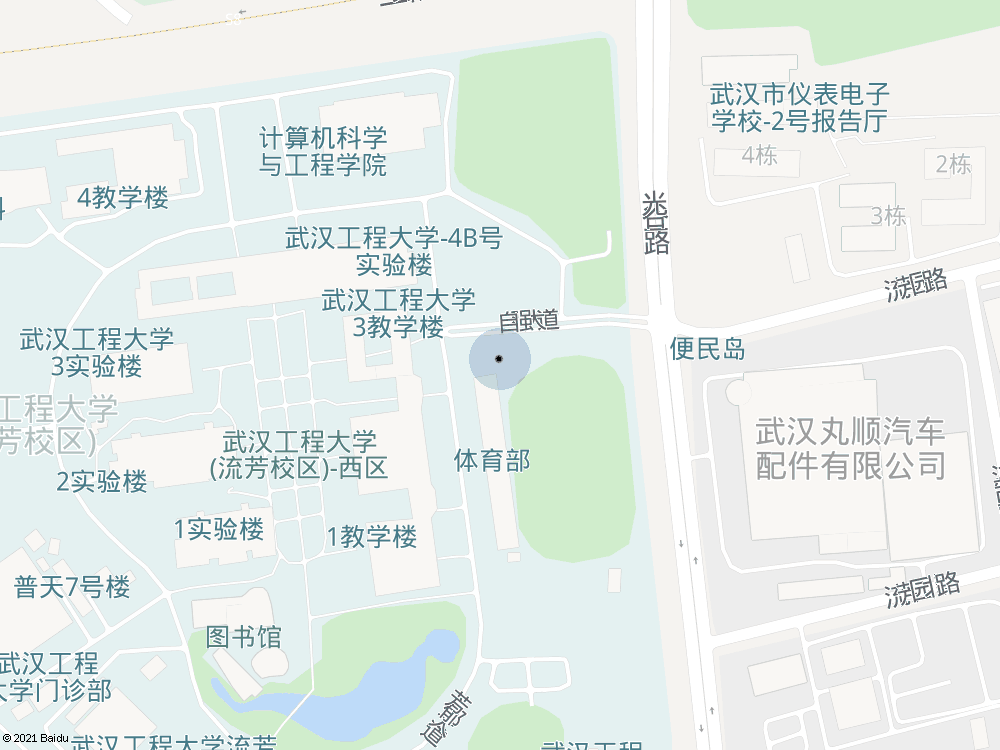 武汉市仪表电子
学校-2号报告厅
计算机科学
与工程学院
4栋
2栋
4教学楼
3栋
光谷一路
武汉工程大学-4B号
实验楼
流芳园路
武汉工程大学
3教学楼
自强大道
武汉工程大学
3实验楼
便民岛
工程大学
芳校区)
武汉丸顺汽车
配件有限公司
武汉工程大学
(流芳校区)-西区
体育部
2实验楼
1实验楼
1教学楼
普天7号楼
图书馆
武汉工程
大学门诊部
© 2021 Baidu
武汉工程大学流芳
武汉工程